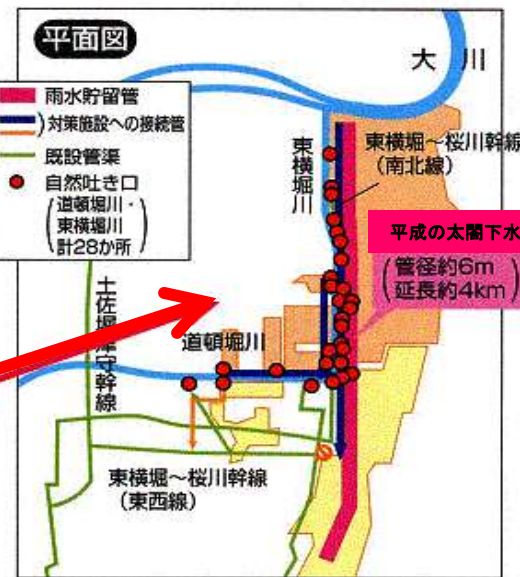 平面図
大川
雨水貯留管
対策施設への接続管
既設管渠
自然吐き口
(道頓堀川・
東横堀川
計28か所)
東横堀川
東横堀~桜川幹線
(南北線)
平成の太閤下水
(管径約6m
延長約4km)
土佐堀津守幹線
道頓堀川
東横堀~桜川幹線
(東西線)